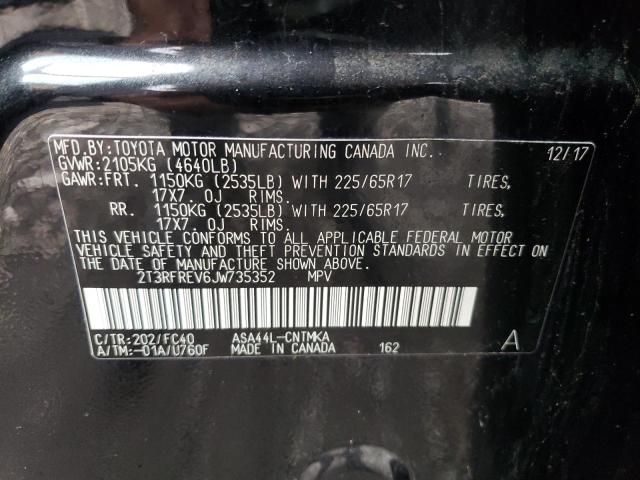 MFD.BY:TOYOTA MOTOR MANUFACTURING CANADA INC. 12/17
GVWR:2105KG (4640LB)
GAWR:FRT. 1150KG (2535LB) WITH 225/65R17 TIRES,
17X7.0J RIMS.
RR. 1150KG (2535LB) WITH 225/65R17 TIRES,
17X7.0J RIMS.
THIS VEHICLE CONFORMS TO ALL APPLICABLE FEDERAL MOTOR
VEHICLE SAFETY AND THEFT PREVENTION STANDARDS IN EFFECT ON
THE DATE OF MANUFACTURE SHOWN ABOVE.
2T3RFREV6JW735352 MPV
C/TR:202/FC40 ASA44L-CNTMKA
A/TM:-01A/U760F MADE IN CANADA 162 A